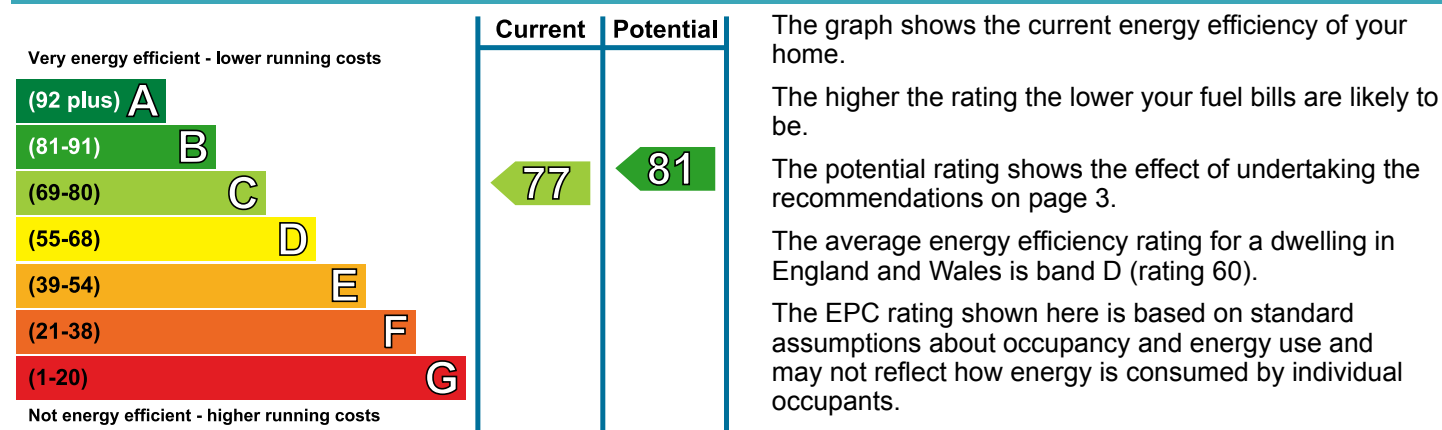 Current Potential
Very energy efficient - lower running costs
(92 plus) A
(81-91) B
(69-80) C
(55-68) D
(39-54) E
(21-38) F
(1-20) G
Not energy efficient - higher running costs
77
81
The graph shows the current energy efficiency of your
home.
The higher the rating the lower your fuel bills are likely to
be.
The potential rating shows the effect of undertaking the
recommendations on page 3.
The average energy efficiency rating for a dwelling in
England and Wales is band D (rating 60).
The EPC rating shown here is based on standard
assumptions about occupancy and energy use and
may not reflect how energy is consumed by individual
occupants.